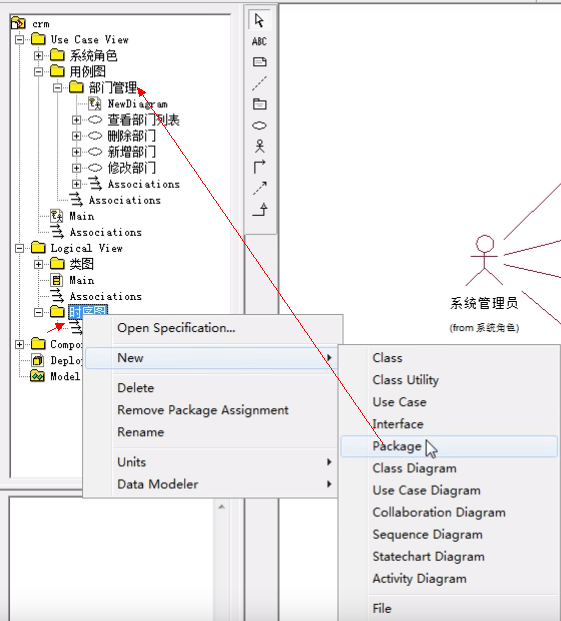 crm
Use Case View
系统角色
用例图
部门管理
NewDiagram
查看部门列表
删除部门
新增部门
修改部门
Associations
Associations
Main
Associations
Logical View
类图
Main
Associations
时序图
Compo
Deplo
Model
ABC
系统管理员
(from 系统角色)
Open Specification...
New
Delete
Remove Package Assignment
Rename
Units
Data Modeler
Class
Class Utility
Use Case
Interface
Package
Class Diagram
Use Case Diagram
Collaboration Diagram
Sequence Diagram
Statechart Diagram
Activity Diagram
File